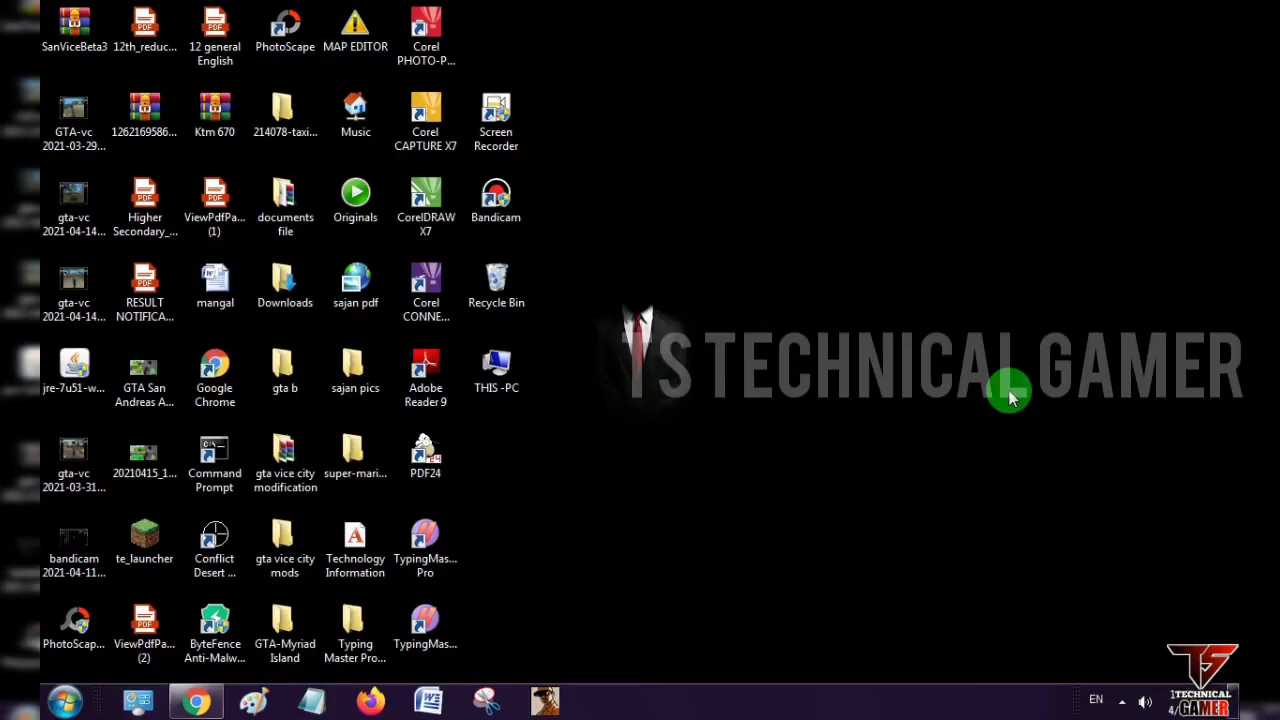 SanViceBeta3
12th_reduc...
12 general
English
PhotoScape
MAP EDITOR
Corel
PHOTO-P...
GTA-vc
2021-03-29...
1262169586...
Ktm 670
214078-taxi...
Music
Corel
CAPTURE X7
Screen
Recorder
gta-vc
2021-04-14...
Higher
Secondary_...
ViewPdfPa...
(1)
documents
file
Originals
CorelDRAW
X7
Bandicam
gta-vc
2021-04-14...
RESULT
NOTIFICA...
mangal
Downloads
sajan pdf
Corel
CONNE...
Recycle Bin
TS TECHNICAL GAMER
jre-7u51-w...
GTA San
Andreas A...
Google
Chrome
gta b
sajan pics
Adobe
Reader 9
THIS -PC
gta-vc
2021-03-31...
20210415_1...
Command
Prompt
gta vice city
modification
super-mari...
PDF24
bandicam
2021-04-11...
te_launcher
Conflict
Desert ...
gta vice city
mods
Technology
Information
TypingMas...
Pro
PhotoScap...
ViewPdfPa...
(2)
ByteFence
Anti-Malw...
GTA-Myriad
Island
Typing
Master Pro...
TypingMas...
EN
TS
TECHNICAL
GAMER